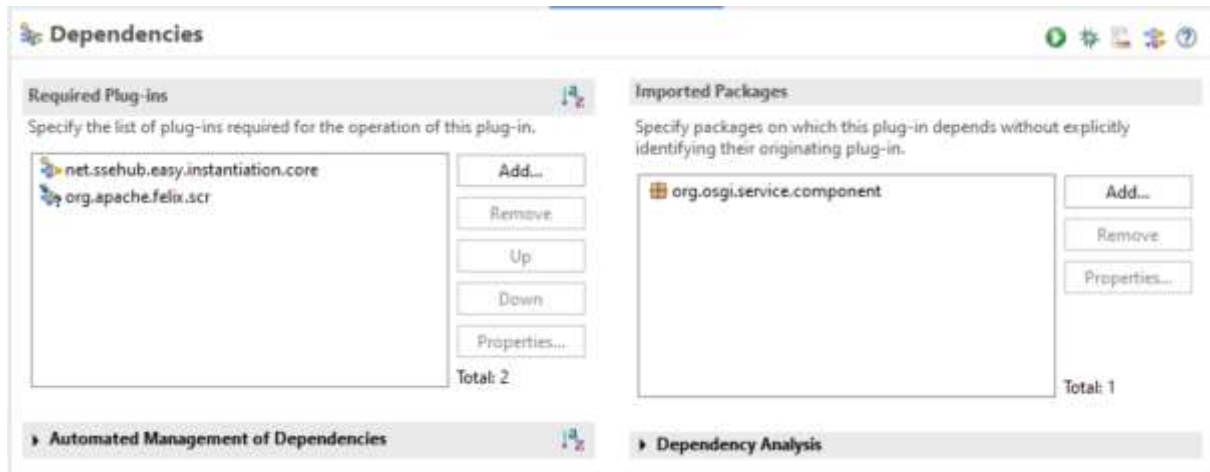 Dependencies
Required Plug-ins
Specify the list of plug-ins required for the operation of this plug-in.
net.ssehub.easy.instantiation.core
org.apache.felix.scr
Add...
Remove
Up
Down
Properties...
Total: 2
Automated Management of Dependencies
Imported Packages
Specify packages on which this plug-in depends without explicitly
identifying their originating plug-in.
org.osgi.service.component
Add...
Remove
Properties...
Total: 1
Dependency Analysis